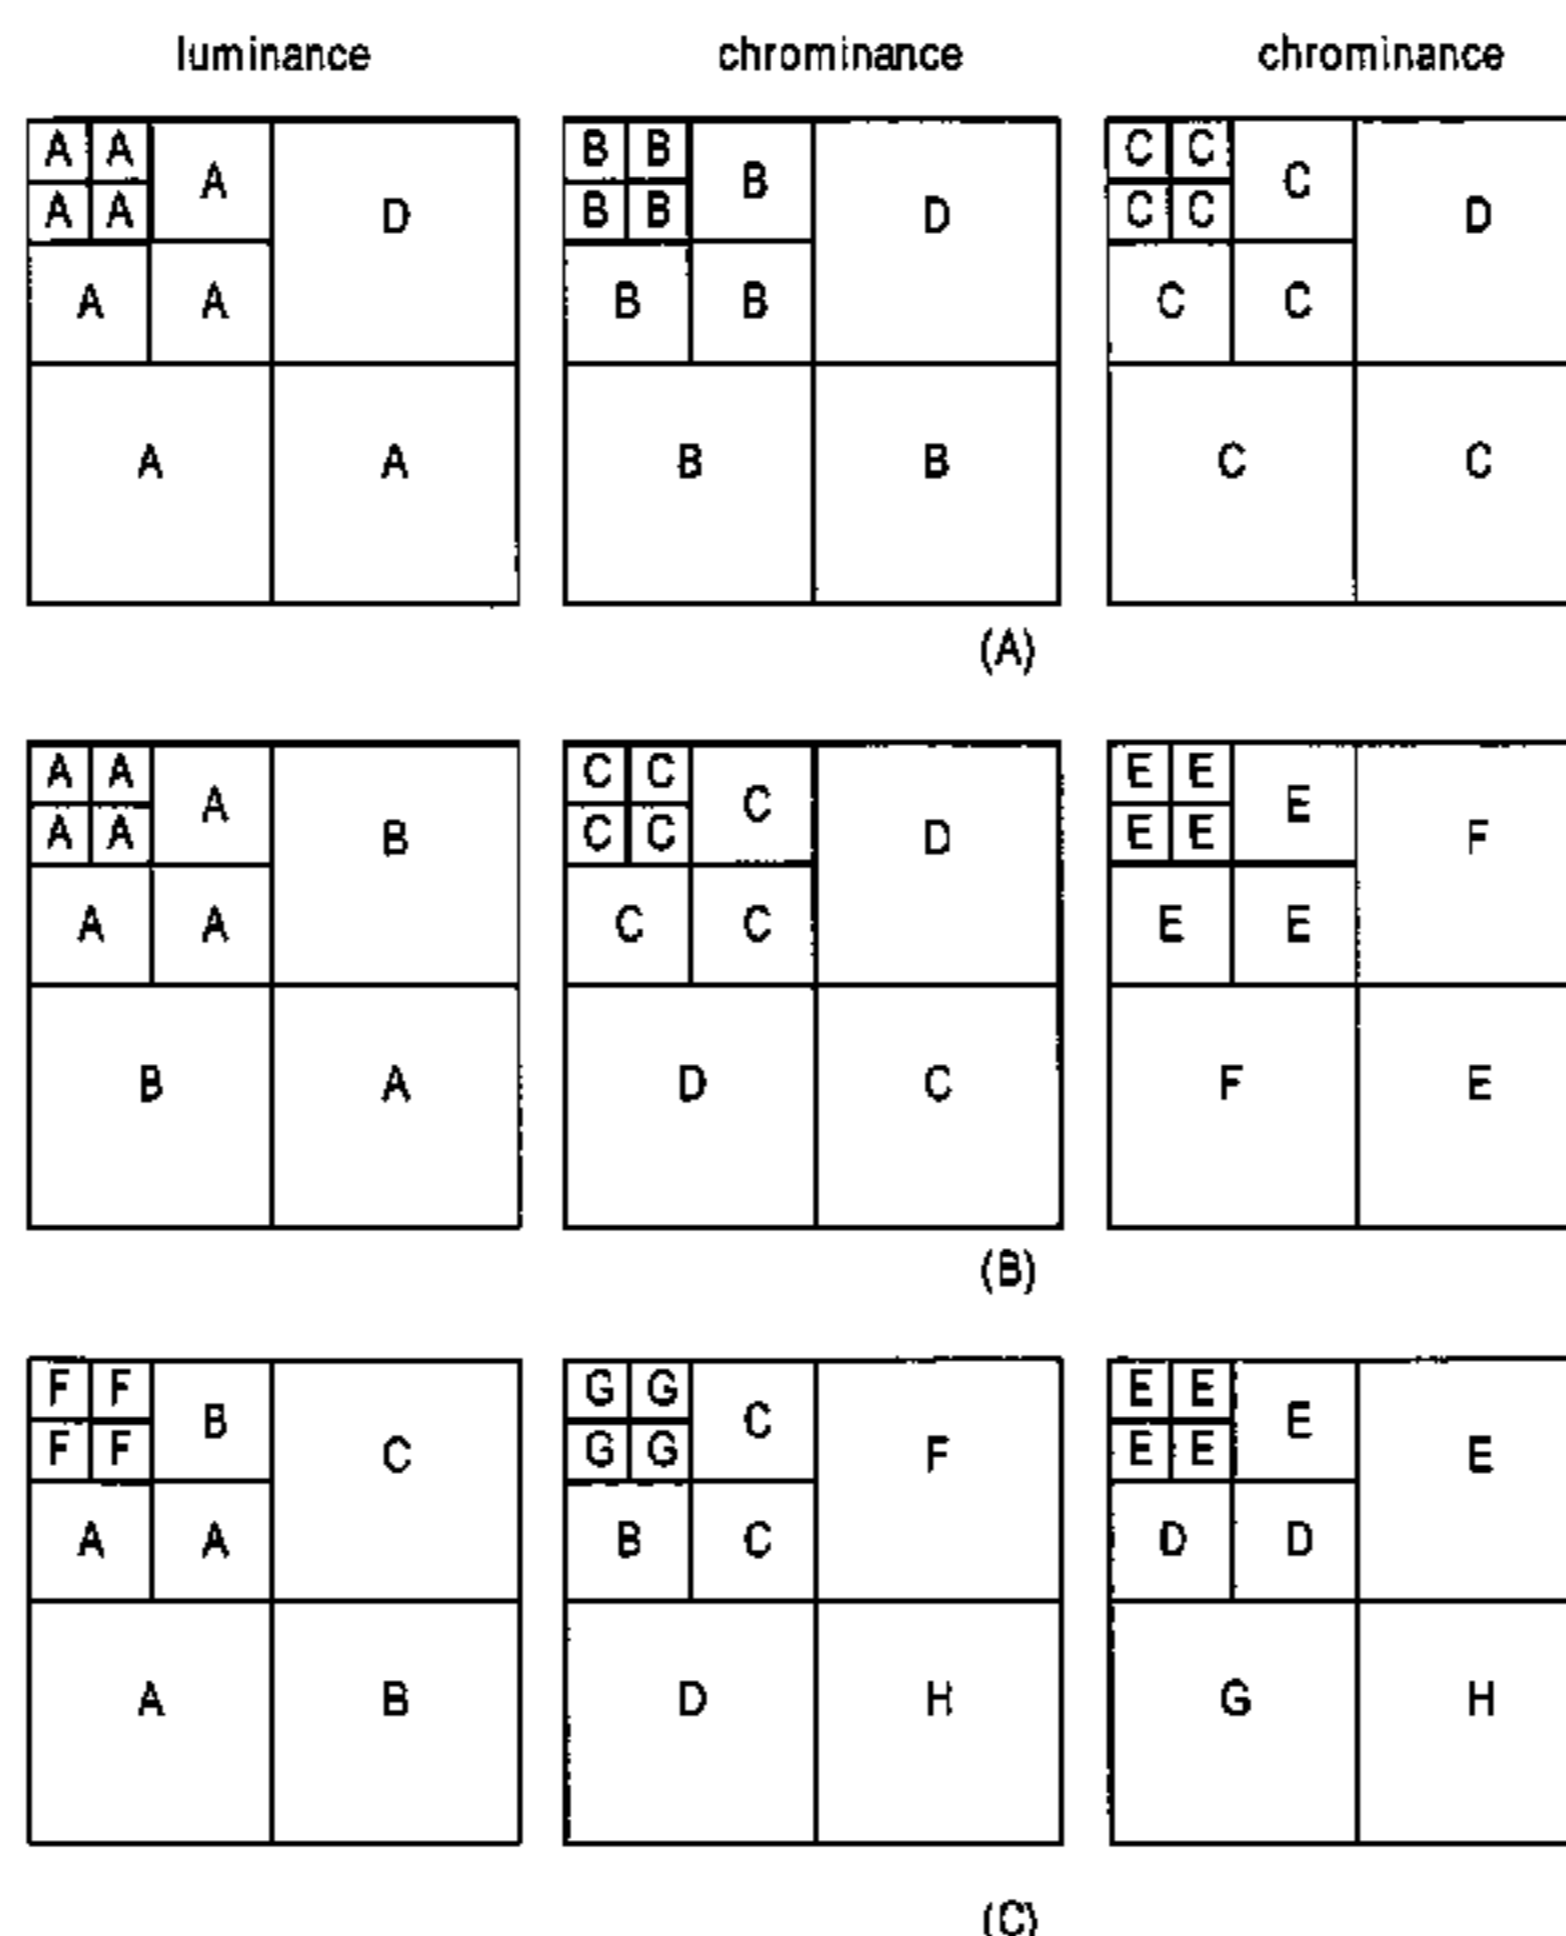 luminance chrominance chrominance
A A A D B B B D C C C D
A A B B C C
A A B B C C
A A B B C C
(A)
A A A B C C C D E E E F
A A C C E E
A A C C E E
B A D C F E
(B)
F F B C G G C F E E E E
F F G G E E
A A B C D D
A B D H G H
(C)